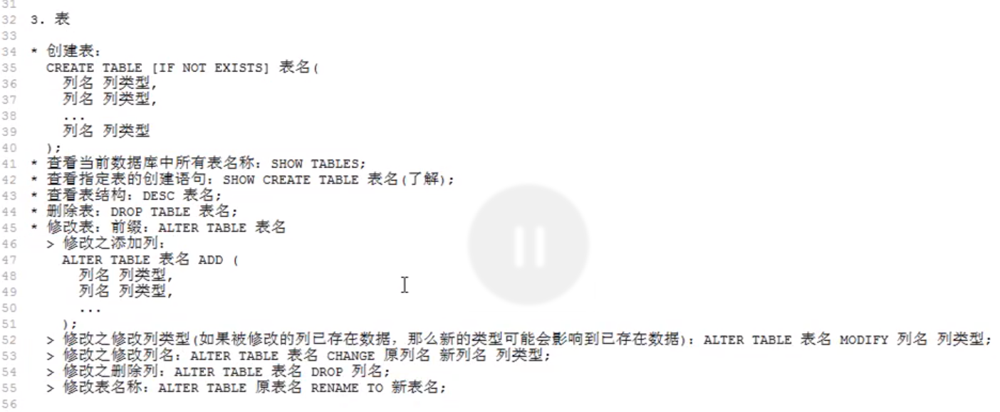 31
32 3. 表
33
34 * 创建表：
35 CREATE TABLE [IF NOT EXISTS] 表名(
36 列名 列类型,
37 列名 列类型,
38 ...
39 列名 列类型
40 );
41 * 查看当前数据库中所有表名称：SHOW TABLES;
42 * 查看指定表的创建语句：SHOW CREATE TABLE 表名(了解);
43 * 查看表结构：DESC 表名;
44 * 删除表：DROP TABLE 表名;
45 * 修改表：前缀：ALTER TABLE 表名
46 > 修改之添加列：
47 ALTER TABLE 表名 ADD (
48 列名 列类型,
49 列名 列类型,
50 ...
51 );
52 > 修改之修改列类型(如果被修改的列已存在数据，那么新的类型可能会影响到已存在数据)：ALTER TABLE 表名 MODIFY 列名 列类型;
53 > 修改之修改列名：ALTER TABLE 表名 CHANGE 原列名 新列名 列类型;
54 > 修改之删除列：ALTER TABLE 表名 DROP 列名;
55 > 修改表名称：ALTER TABLE 原表名 RENAME TO 新表名;
56